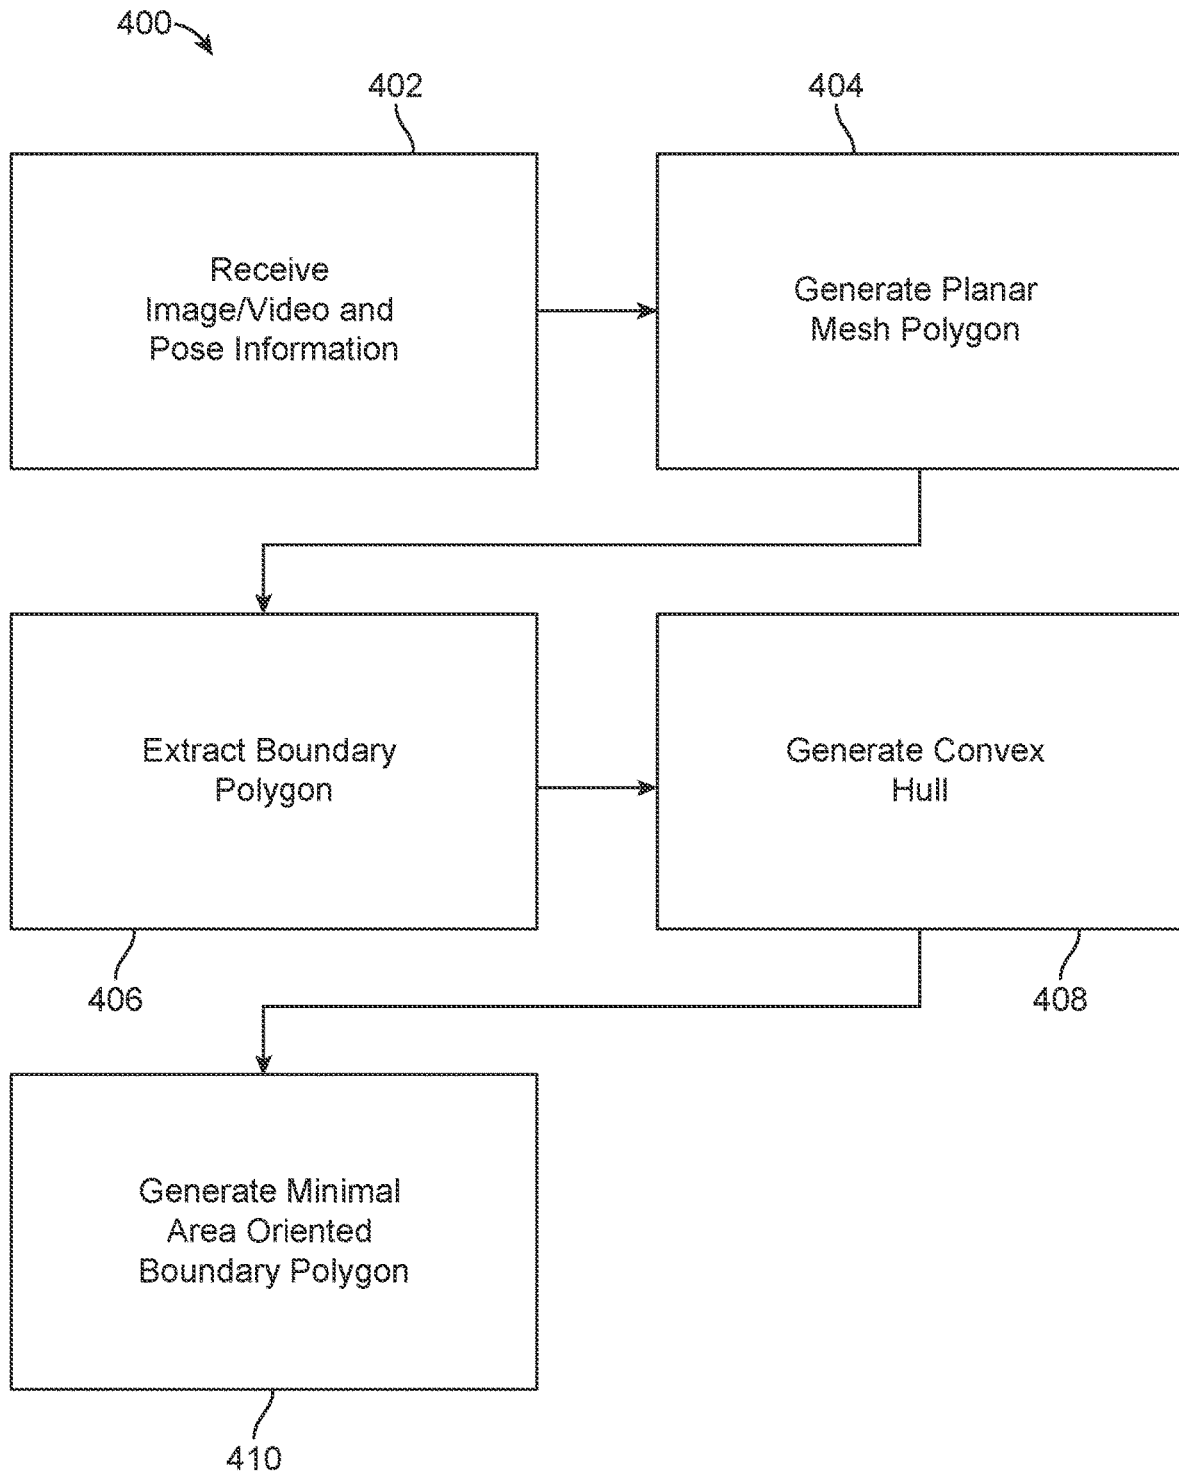 400
402
404
Receive
Image/Video and
Pose Information
Generate Planar
Mesh Polygon
Extract Boundary
Polygon
Generate Convex
Hull
406
408
Generate Minimal
Area Oriented
Boundary Polygon
410